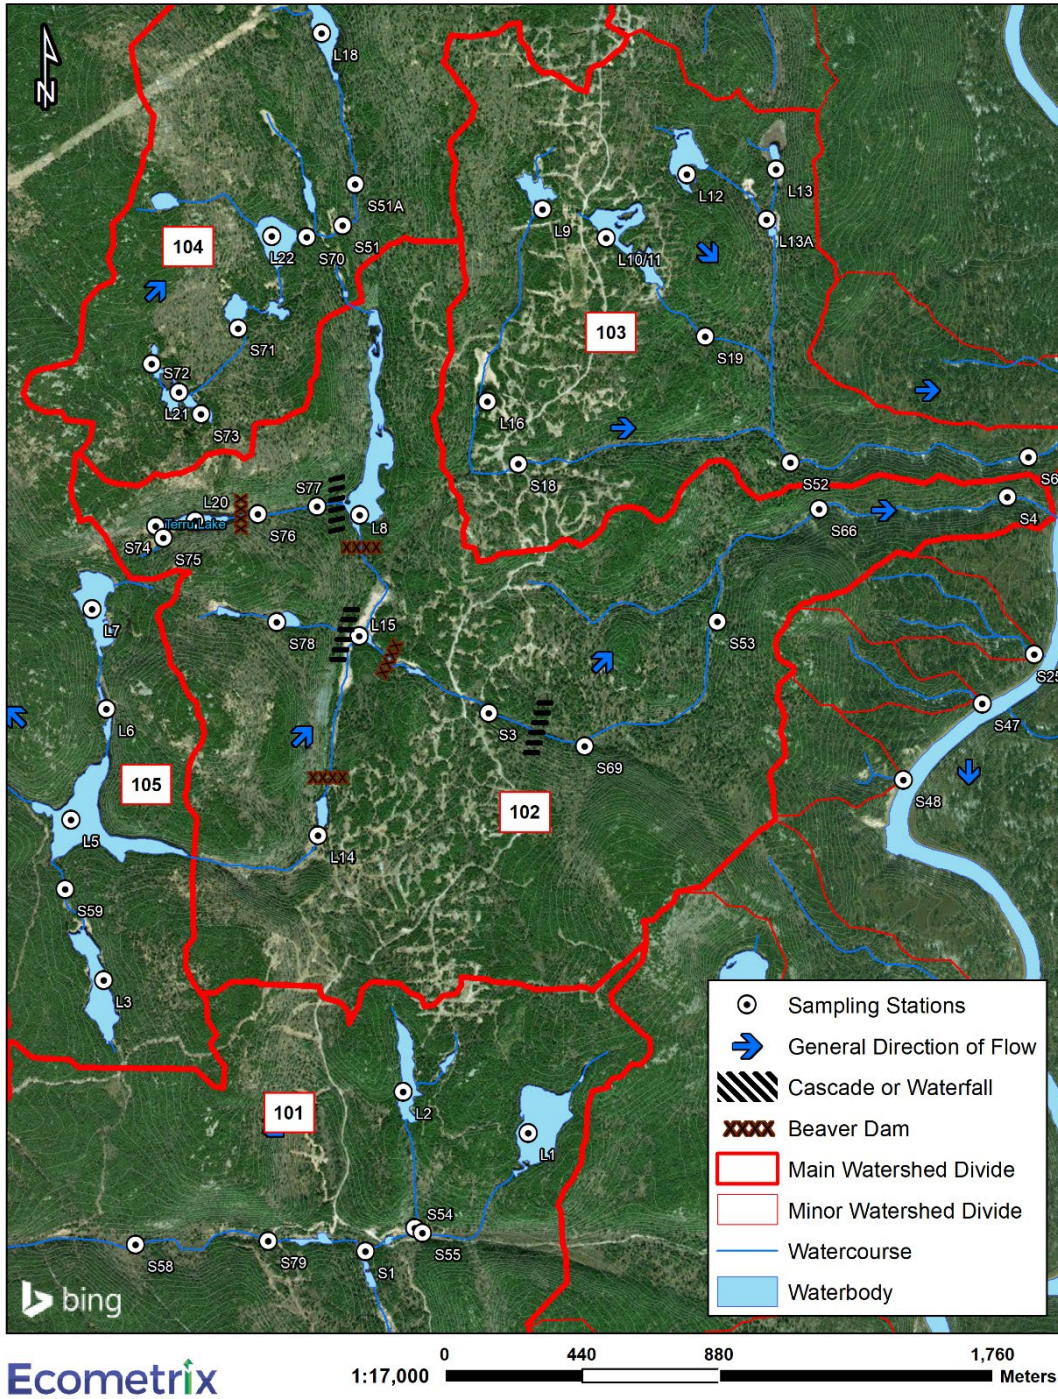 N
L18
S51A
S51
L22
S70
104
S71
S72
L21
S73
L12
L13
L9
L13A
L10/11
103
S19
L16
S18
S52
S6
S77
L20
Terru Lake
S74
S75
S76
L8
S66
S4
L7
L15
S78
S53
S25
L6
S3
S47
S69
105
102
S48
L5
L14
S59
L3
101
L2
L1
S54
S55
S58
S79
S1
Sampling Stations
General Direction of Flow
Cascade or Waterfall
XXXX Beaver Dam
Main Watershed Divide
Minor Watershed Divide
Watercourse
Waterbody
bing
Ecometrix
1:17,000
0 440 880 1,760
Meters